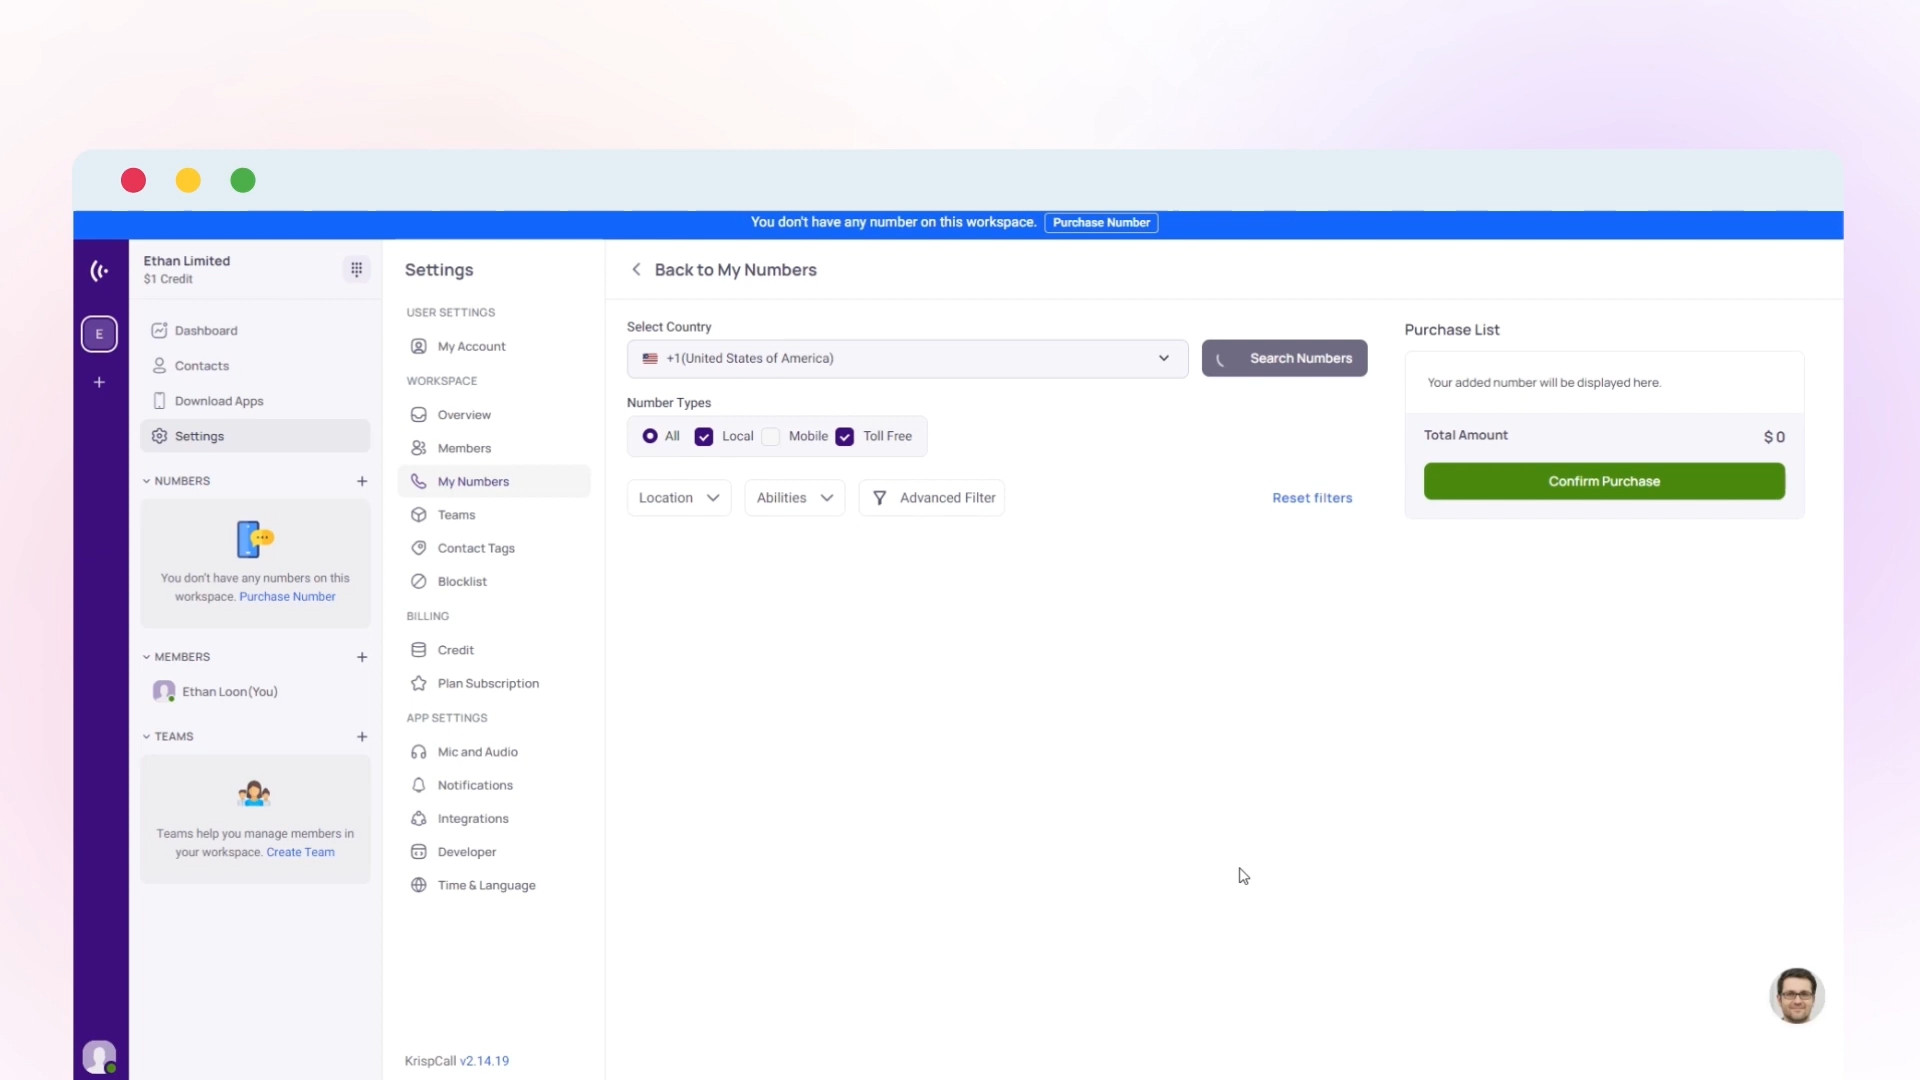 You don't have any number on this workspace. Purchase Number
Ethan Limited
$1 Credit
E
Dashboard
Contacts
Download Apps
Settings
NUMBERS
You don't have any numbers on this
workspace. Purchase Number
MEMBERS
Ethan Loon(You)
TEAMS
Teams help you manage members in
your workspace. Create Team
Settings
USER SETTINGS
My Account
WORKSPACE
Overview
Members
My Numbers
Teams
Contact Tags
Blocklist
BILLING
Credit
Plan Subscription
APP SETTINGS
Mic and Audio
Notifications
Integrations
Developer
Time & Language
KrispCall v2.14.19
Back to My Numbers
Select Country
+1(United States of America)
Search Numbers
Number Types
All Local Mobile Toll Free
Location Abilities Advanced Filter Reset filters
Purchase List
Your added number will be displayed here.
Total Amount $ 0
Confirm Purchase